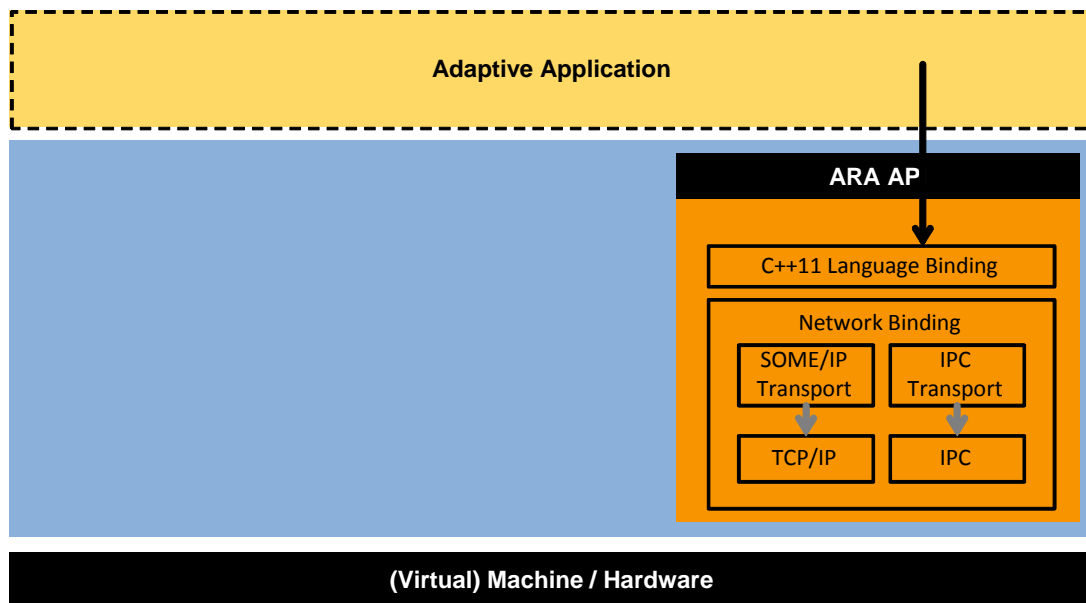 Adaptive Application
ARA AP
C++11 Language Binding
Network Binding
SOME/IP
Transport
IPC
Transport
TCP/IP
IPC
(Virtual) Machine / Hardware